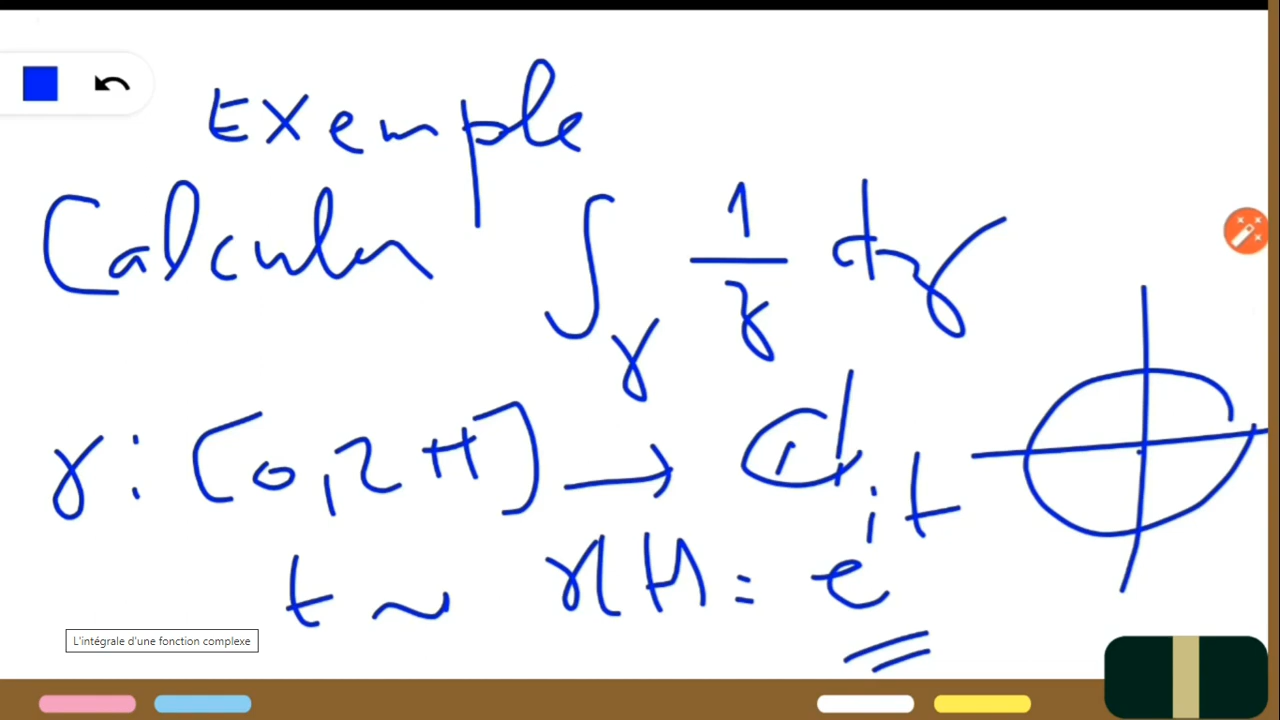 Exemple
Calculer ∫_γ 1/z dz
γ : [0, 2π] → ℂ
t ~ γ(t) = e^{it}
L'intégrale d'une fonction complexe